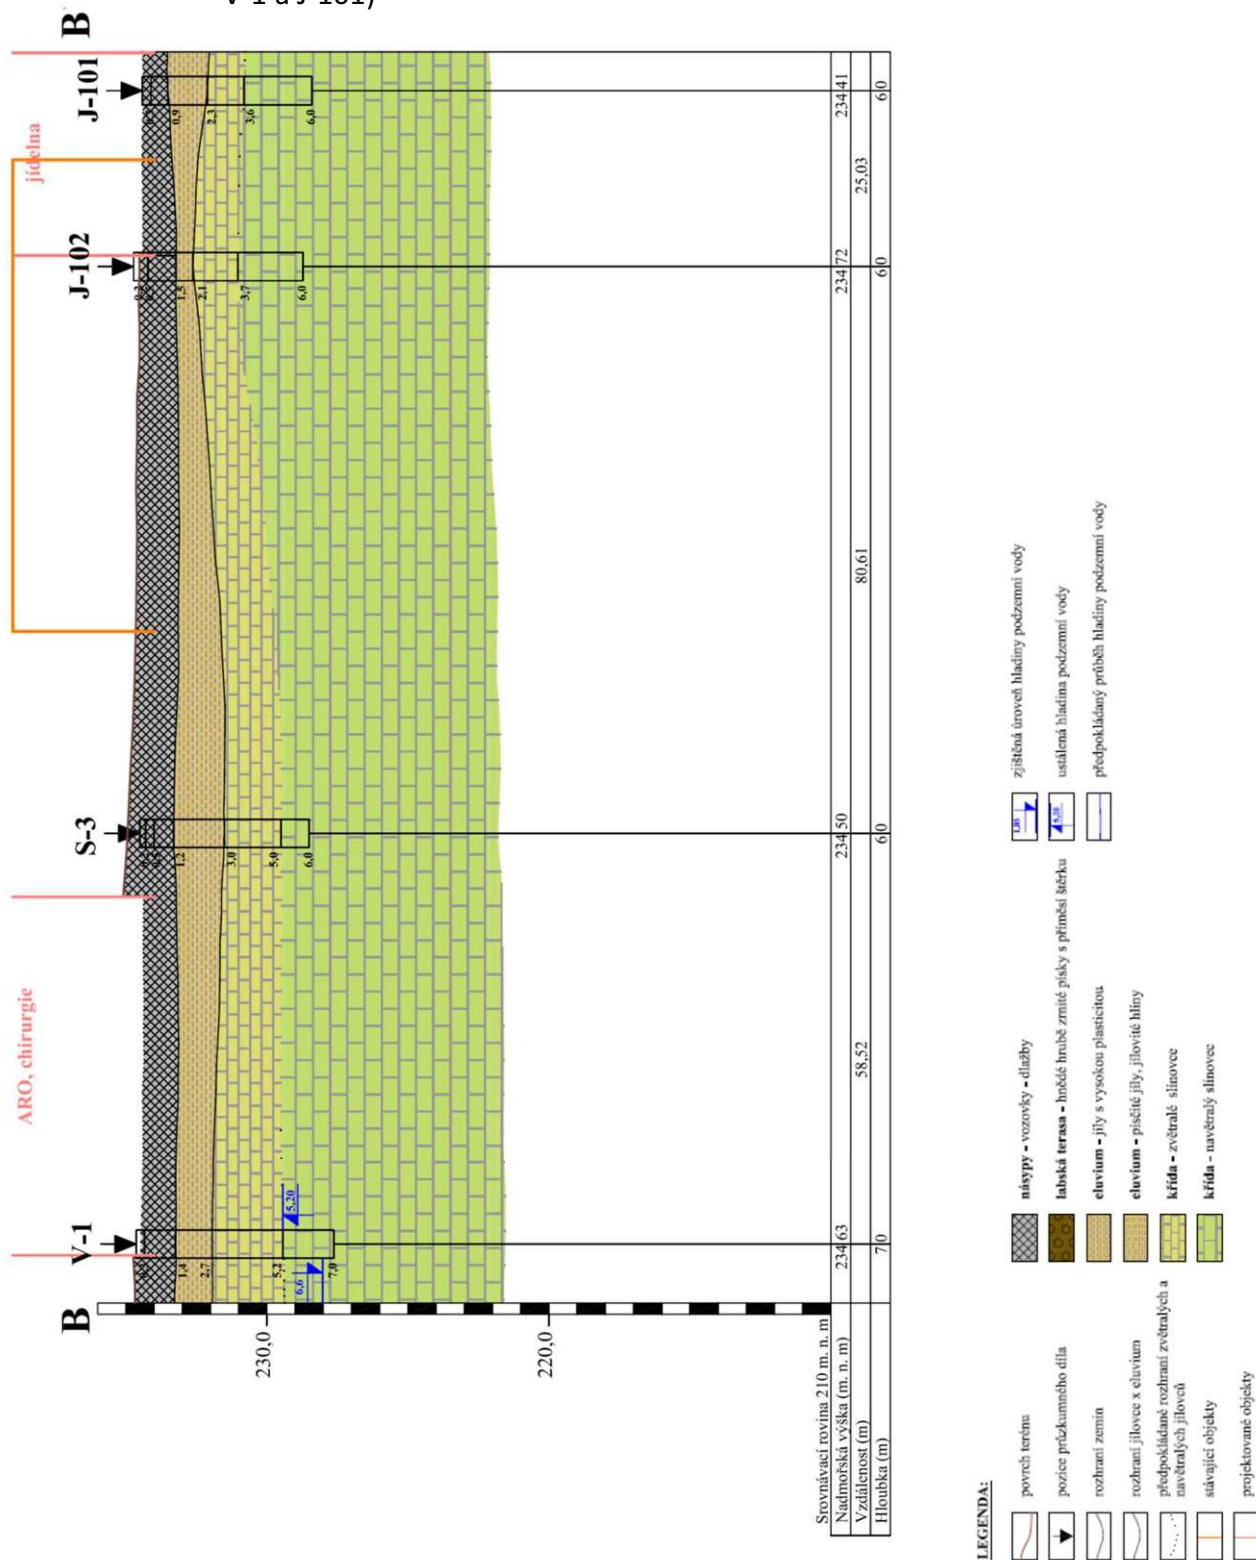 V-1 a J-101)
B
B
V-1
S-3
J-102
J-101
ARO, chirurgie
jídelna
1,4
2,7
5,2
7,0
6,6
5,20
1,2
3,0
5,0
6,0
1,5
2,1
3,7
6,0
0,9
2,3
3,6
6,0
230,0
220,0
Srovnávací rovina 210 m. n. m
Nadmořská výška (m. n. m) 234,63 234,50 234,72 234,41
Vzdálenost (m) 58,52 80,61 25,03
Hloubka (m) 7,0 6,0 6,0 6,0
LEGENDA:
povrch terénu
pozice průzkumného díla
rozhraní zemin
rozhraní jílovce x eluvium
předpokládané rozhraní zvětralých a
navětralých jílovců
stávající objekty
projektované objekty
násypy - vozovky - dlažby
labská terasa - hnědé hrubě zrnité písky s příměsí štěrku
eluvium - jíly s vysokou plasticitou
eluvium - písčité jíly, jílovité hlíny
křída - zvětralé slínovce
křída - navětralý slínovec
zjištěná úroveň hladiny podzemní vody
5,20
ustálená hladina podzemní vody
předpokládaný průběh hladiny podzemní vody